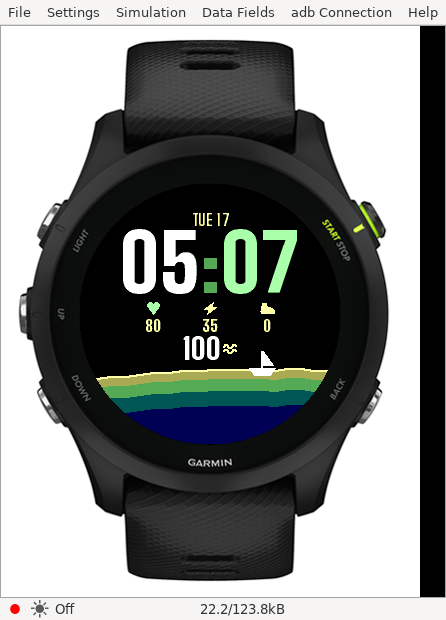 File Settings Simulation Data Fields adb Connection Help
TUE 17
LIGHT
START STOP
05:07
UP
80 35 0
100
DOWN
BACK
GARMIN
Off 22.2/123.8kB